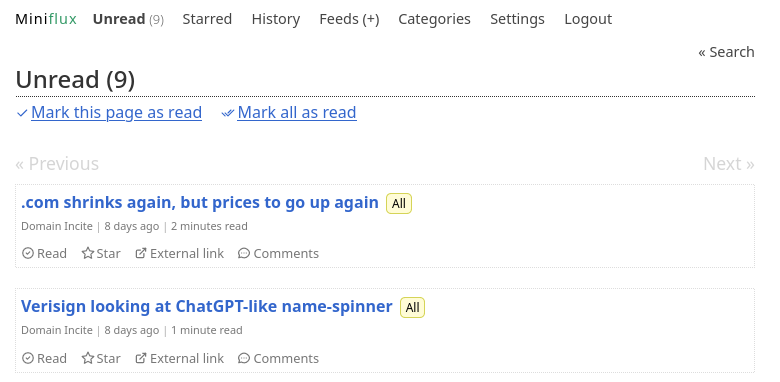 Miniflux Unread (9) Starred History Feeds (+) Categories Settings Logout
« Search
Unread (9)
Mark this page as read Mark all as read
« Previous Next »
.com shrinks again, but prices to go up again All
Domain Incite | 8 days ago | 2 minutes read
Read Star External link Comments
Verisign looking at ChatGPT-like name-spinner All
Domain Incite | 8 days ago | 1 minute read
Read Star External link Comments